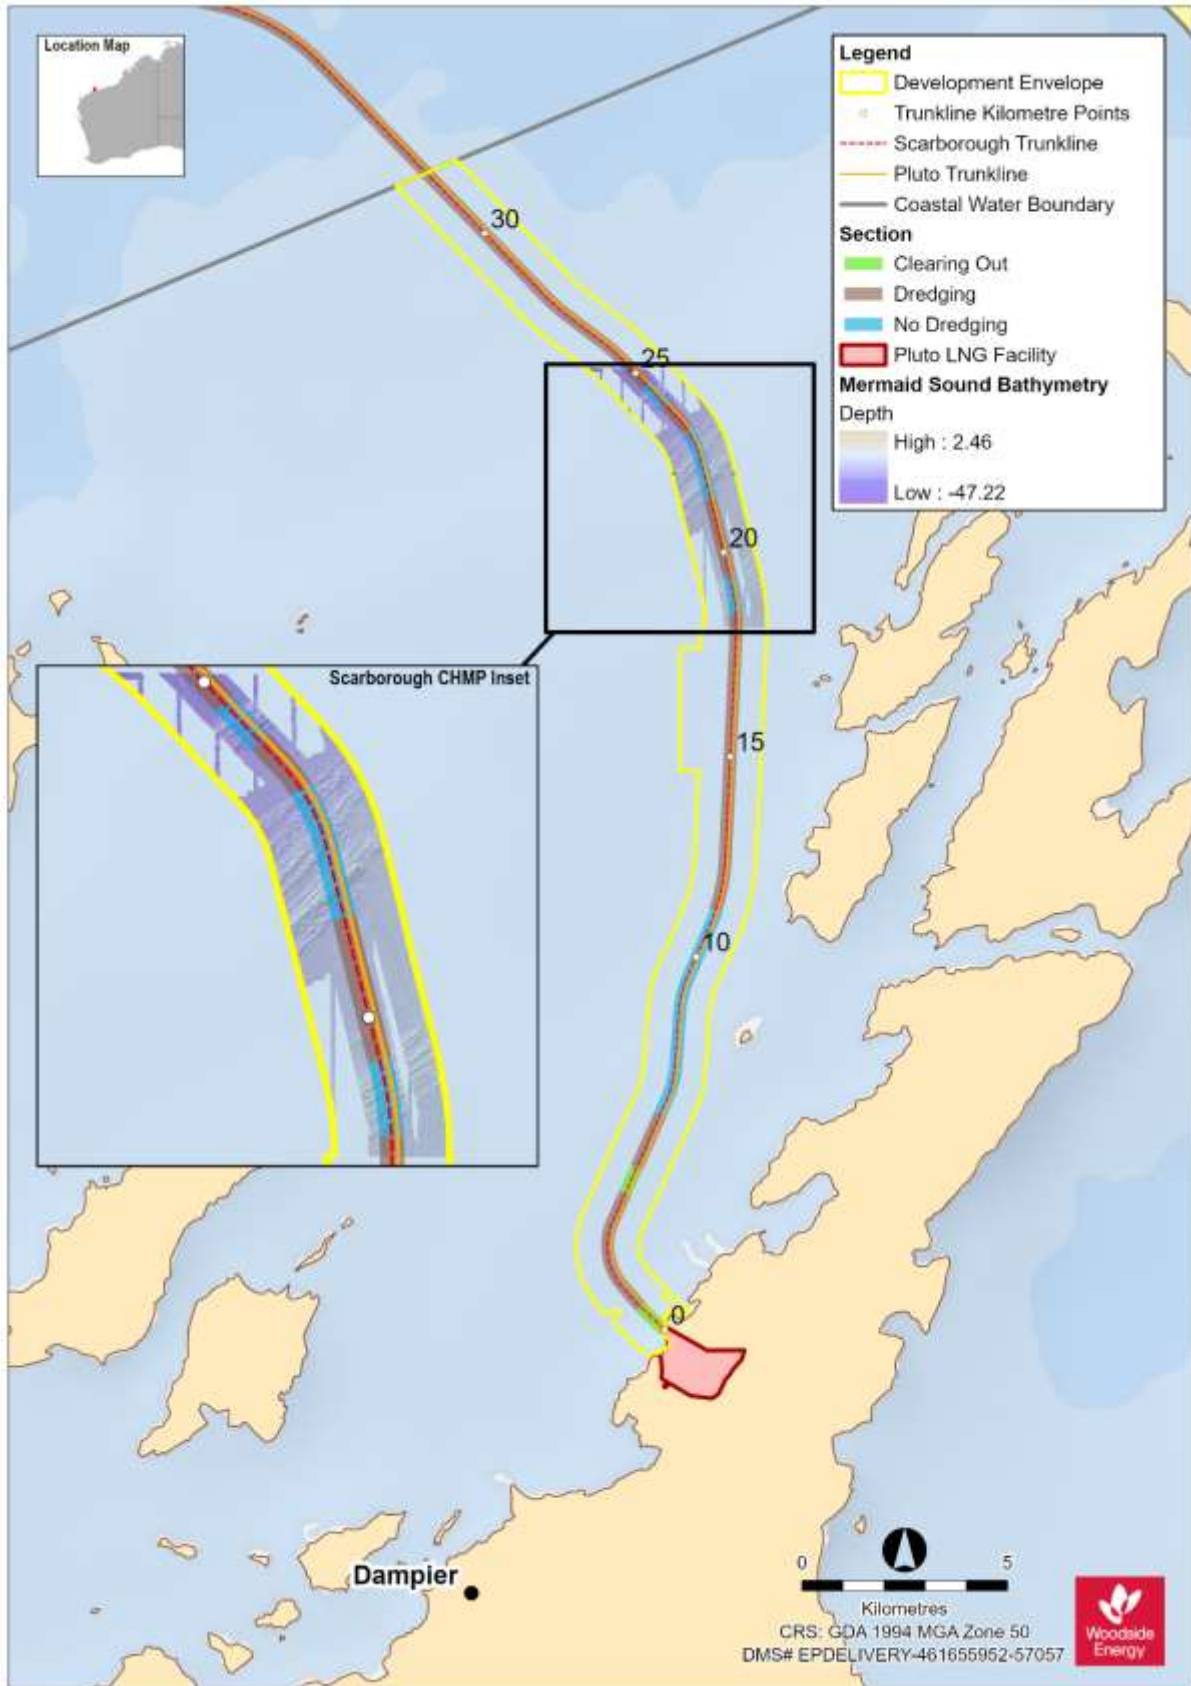 Location Map
Legend
Development Envelope
Trunkline Kilometre Points
Scarborough Trunkline
Pluto Trunkline
Coastal Water Boundary
Section
Clearing Out
Dredging
No Dredging
Pluto LNG Facility
Mermaid Sound Bathymetry
Depth
High : 2.46
Low : -47.22
30
25
20
Scarborough CHMP Inset
15
10
0
Dampier
0 5
Kilometres
CRS: GDA 1994 MGA Zone 50
DMS# EPDELIVERY-461655952-57057
Woodside
Energy